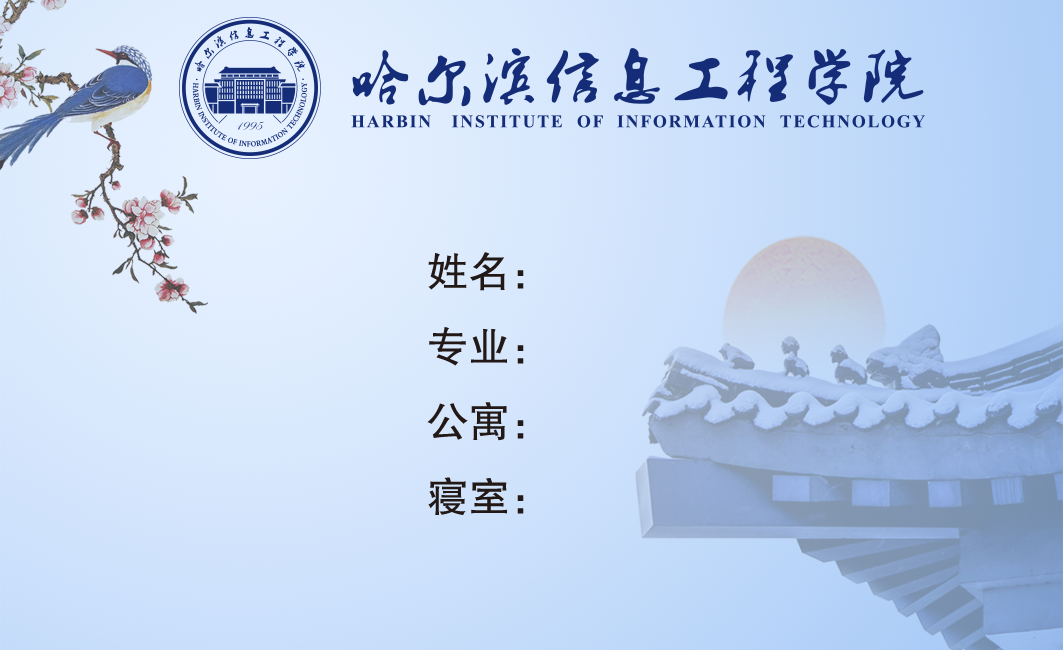 哈尔滨信息工程学院
HARBIN INSTITUTE OF INFORMATION TECHNOLOGY
1995
哈尔滨信息工程学院
HARBIN INSTITUTE OF INFORMATION TECHNOLOGY
姓名：
专业：
公寓：
寝室：